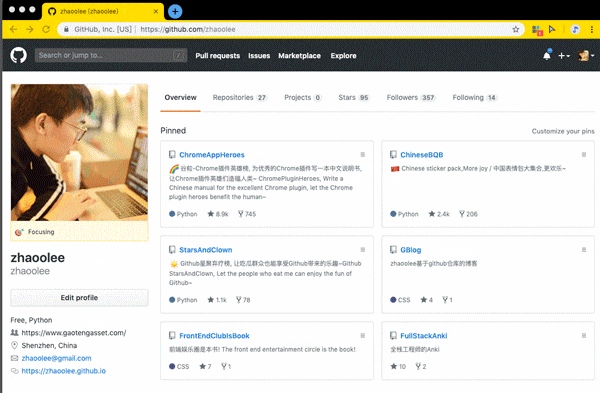 zhaoolee (zhaoolee)
GitHub, Inc. [US] | https://github.com/zhaoolee
Search or jump to...
/
Pull requests Issues Marketplace Explore
Overview Repositories 27 Projects 0 Stars 95 Followers 357 Following 14
Pinned
Customize your pins
ChromeAppHeroes
谷粒-Chrome插件英雄榜, 为优秀的Chrome插件写一本中文说明书,
让Chrome插件英雄们造福人类~ ChromePluginHeroes, Write a
Chinese manual for the excellent Chrome plugin, let the Chrome
plugin heroes benefit the human~
Python 8.9k 745
ChineseBQB
Chinese sticker pack,More joy / 中国表情包大集合,更欢乐~
Python 2.4k 206
StarsAndClown
Github星聚弃疗榜, 让吃瓜群众也能享受Github带来的乐趣~Github
StarsAndClown, Let the people who eat me can enjoy the fun of
Github~
Python 1.1k 78
GBlog
zhaoolee基于github仓库的博客
CSS 4 1
FrontEndClubIsBook
前端娱乐圈是本书! The front end entertainment circle is the book!
CSS 7 1
FullStackAnki
全栈工程师的Anki
10 2
Focusing
zhaoolee
zhaoolee
Edit profile
Free, Python
https://www.gaotengasset.com/
Shenzhen, China
zhaoolee@gmail.com
https://zhaoolee.github.io